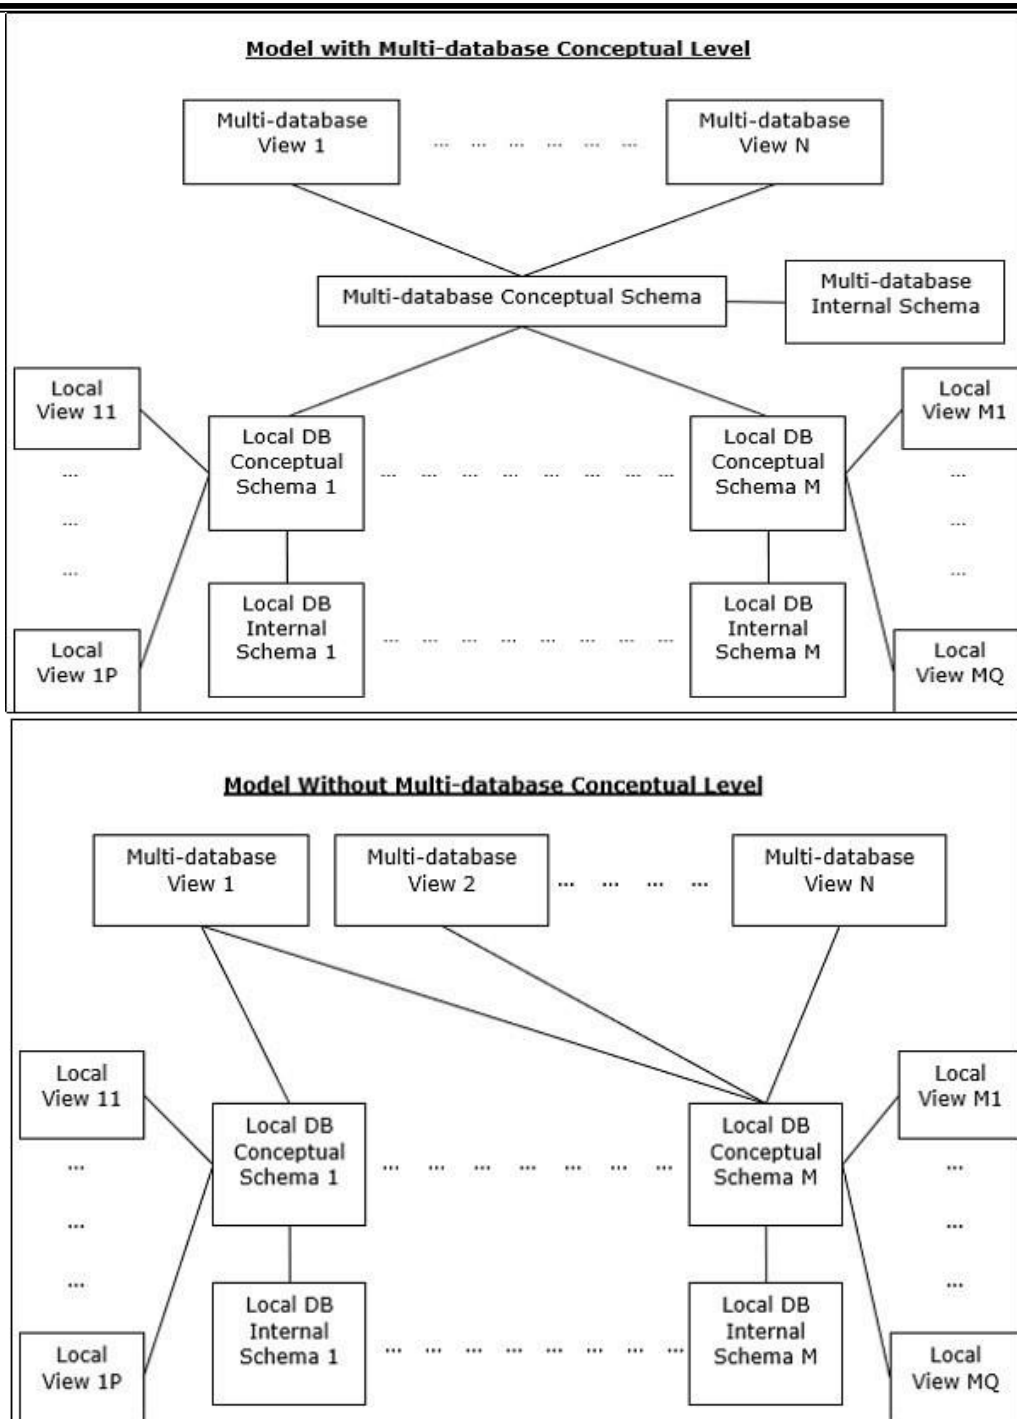 Model with Multi-database Conceptual Level
Multi-database
View 1
... ... ... ... ... ...
Multi-database
View N
Multi-database Conceptual Schema
Multi-database
Internal Schema
Local
View 11
...
...
...
Local
View 1P
Local DB
Conceptual
Schema 1
... ... ... ... ... ... ... ...
Local DB
Conceptual
Schema M
Local
View M1
...
...
...
Local
View MQ
Local DB
Internal
Schema 1
... ... ... ... ... ... ... ...
Local DB
Internal
Schema M
Model Without Multi-database Conceptual Level
Multi-database
View 1
Multi-database
View 2
... ... ... ...
Multi-database
View N
Local
View 11
...
...
...
Local
View 1P
Local DB
Conceptual
Schema 1
... ... ... ... ... ... ...
Local DB
Conceptual
Schema M
Local
View M1
...
...
...
Local
View MQ
Local DB
Internal
Schema 1
... ... ... ... ... ... ... ...
Local DB
Internal
Schema M